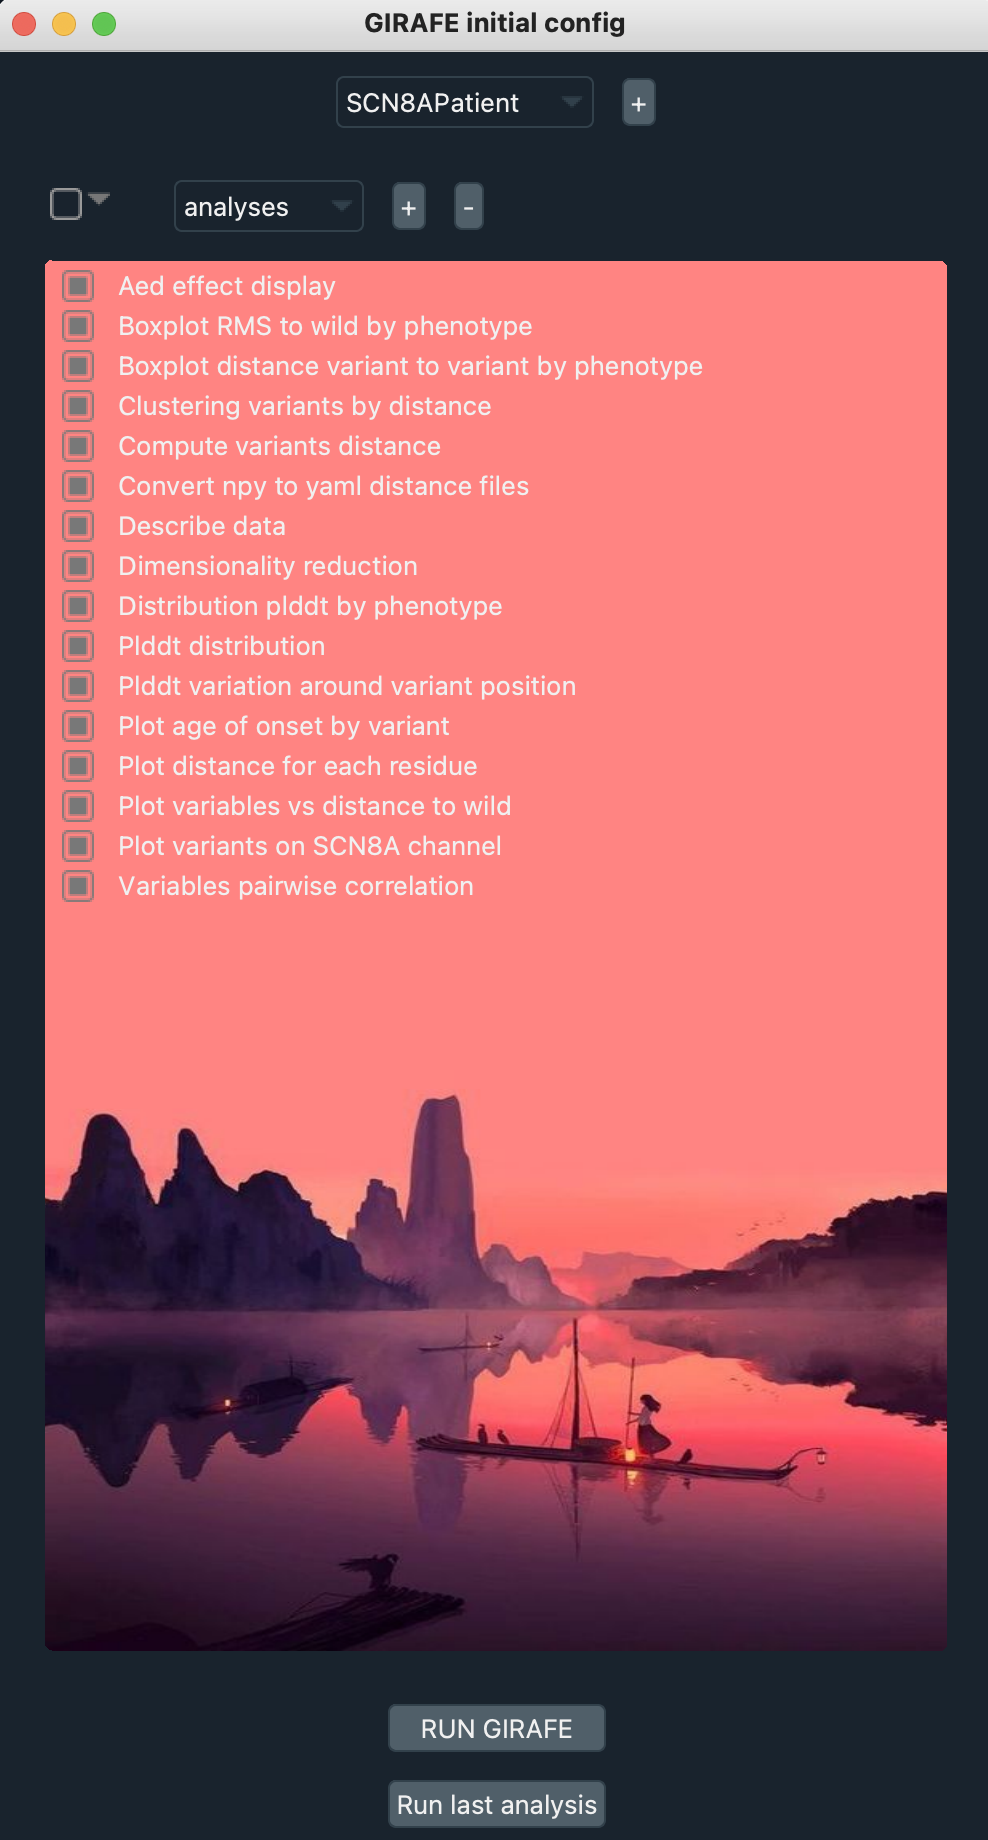 GIRAFE initial config
SCN8APatient +
analyses + -
Aed effect display
Boxplot RMS to wild by phenotype
Boxplot distance variant to variant by phenotype
Clustering variants by distance
Compute variants distance
Convert npy to yaml distance files
Describe data
Dimensionality reduction
Distribution plddt by phenotype
Plddt distribution
Plddt variation around variant position
Plot age of onset by variant
Plot distance for each residue
Plot variables vs distance to wild
Plot variants on SCN8A channel
Variables pairwise correlation
RUN GIRAFE
Run last analysis